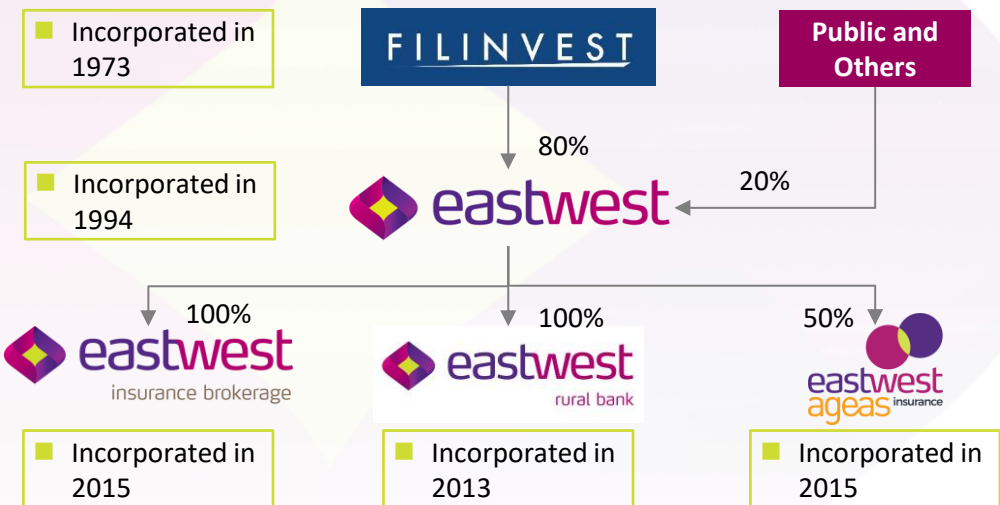 Incorporated in
1973
FILINVEST
Public and
Others
80%
20%
Incorporated in
1994
eastwest
100%
100%
50%
eastwest
insurance brokerage
eastwest
rural bank
eastwest
ageas insurance
Incorporated in
2015
Incorporated in
2013
Incorporated in
2015